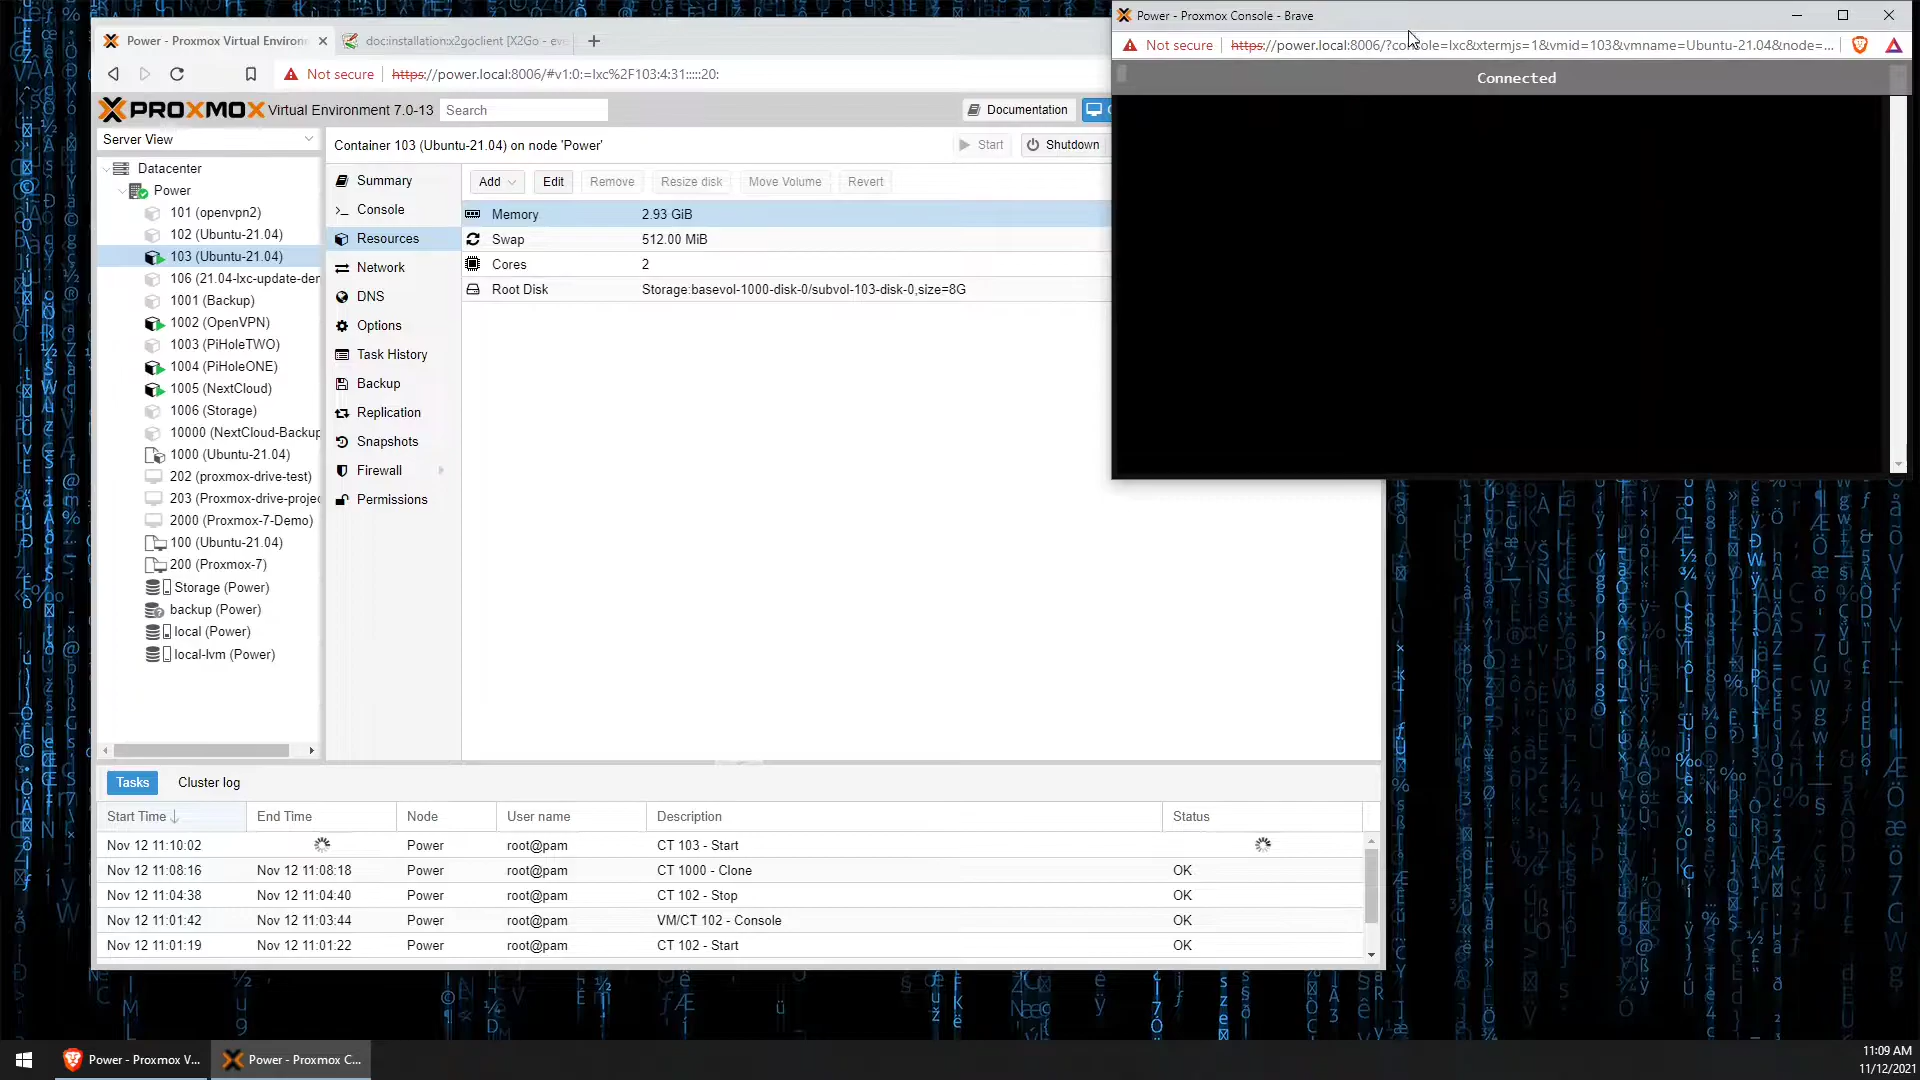 Power - Proxmox Virtual Environ
doc:installation:x2goclient [X2Go - eve
Not secure
https://power.local:8006/#v1:0:=lxc%2F103:4:31:::::20:
PROXMOX Virtual Environment 7.0-13
Search
Documentation
Server View
Container 103 (Ubuntu-21.04) on node 'Power'
Start
Shutdown
Datacenter
Power
101 (openvpn2)
102 (Ubuntu-21.04)
103 (Ubuntu-21.04)
106 (21.04-lxc-update-den
1001 (Backup)
1002 (OpenVPN)
1003 (PiHoleTWO)
1004 (PiHoleONE)
1005 (NextCloud)
1006 (Storage)
10000 (NextCloud-Backup
1000 (Ubuntu-21.04)
202 (proxmox-drive-test)
203 (Proxmox-drive-projec
2000 (Proxmox-7-Demo)
100 (Ubuntu-21.04)
200 (Proxmox-7)
Storage (Power)
backup (Power)
local (Power)
local-lvm (Power)
Summary
Console
Resources
Network
DNS
Options
Task History
Backup
Replication
Snapshots
Firewall
Permissions
Add
Edit
Remove
Resize disk
Move Volume
Revert
Memory 2.93 GiB
Swap 512.00 MiB
Cores 2
Root Disk Storage:basevol-1000-disk-0/subvol-103-disk-0,size=8G
Power - Proxmox Console - Brave
Not secure
https://power.local:8006/?console=lxc&xtermjs=1&vmid=103&vmname=Ubuntu-21.04&node=...
Connected
Tasks
Cluster log
Start Time End Time Node User name Description Status
Nov 12 11:10:02 Power root@pam CT 103 - Start
Nov 12 11:08:16 Nov 12 11:08:18 Power root@pam CT 1000 - Clone OK
Nov 12 11:04:38 Nov 12 11:04:40 Power root@pam CT 102 - Stop OK
Nov 12 11:01:42 Nov 12 11:03:44 Power root@pam VM/CT 102 - Console OK
Nov 12 11:01:19 Nov 12 11:01:22 Power root@pam CT 102 - Start OK
Power - Proxmox V...
Power - Proxmox C...
11:09 AM
11/12/2021